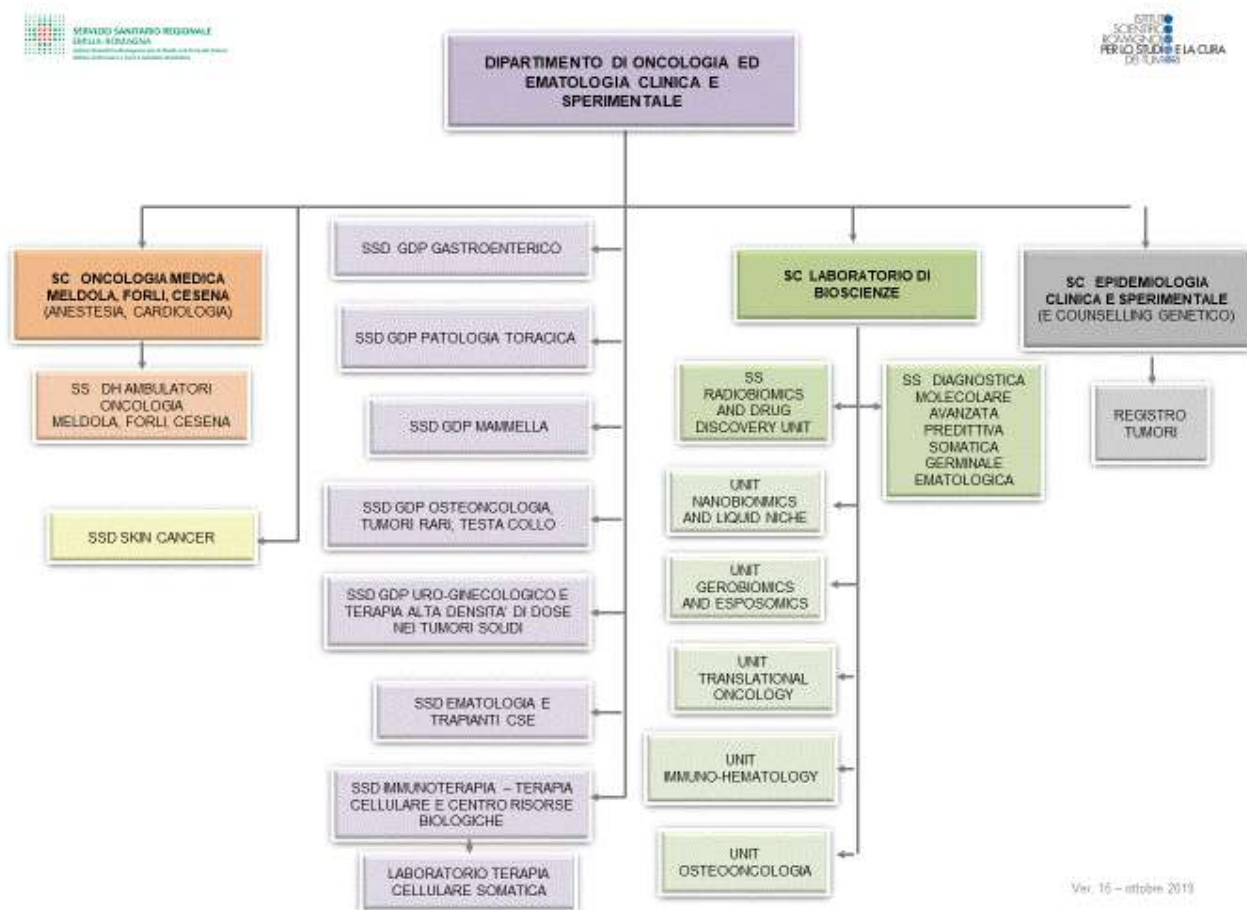 SERVIZIO SANITARIO REGIONALE
EMILIA-ROMAGNA
ISTITUTO
SCIENTIFICO
ROMAGNOLO
PER LO STUDIO E LA CURA
DEI TUMORI
DIPARTIMENTO DI ONCOLOGIA ED
EMATOLOGIA CLINICA E
SPERIMENTALE
SC ONCOLOGIA MEDICA
MELDOLA, FORLI, CESENA
(ANESTESIA, CARDIOLOGIA)
SS DH AMBULATORI
ONCOLOGIA
MELDOLA, FORLI, CESENA
SSD SKIN CANCER
SSD GDP GASTROENTERICO
SSD GDP PATOLOGIA TORACICA
SSD GDP MAMMELLA
SSD GDP OSTEONCOLOGIA,
TUMORI RARI, TESTA COLLO
SSD GDP URO-GINECOLOGICO E
TERAPIA ALTA DENSITA' DI DOSE
NEI TUMORI SOLIDI
SSD EMATOLOGIA E
TRAPIANTI CSE
SSD IMMUNOTERAPIA – TERAPIA
CELLULARE E CENTRO RISORSE
BIOLOGICHE
LABORATORIO TERAPIA
CELLULARE SOMATICA
SC LABORATORIO DI
BIOSCIENZE
SS
RADIOBIOMICS
AND DRUG
DISCOVERY UNIT
SS DIAGNOSTICA
MOLECOLARE
AVANZATA
PREDITTIVA
SOMATICA
GERMINALE
EMATOLOGICA
UNIT
NANOBIONMICS
AND LIQUID NICHE
UNIT
GEROBIOMICS
AND ESPOSOMICS
UNIT
TRANSLATIONAL
ONCOLOGY
UNIT
IMMUNO-HEMATOLOGY
UNIT
OSTEOONCOLOGIA
SC EPIDEMIOLOGIA
CLINICA E SPERIMENTALE
(E COUNSELLING GENETICO)
REGISTRO
TUMORI
Ver. 16 – ottobre 2019